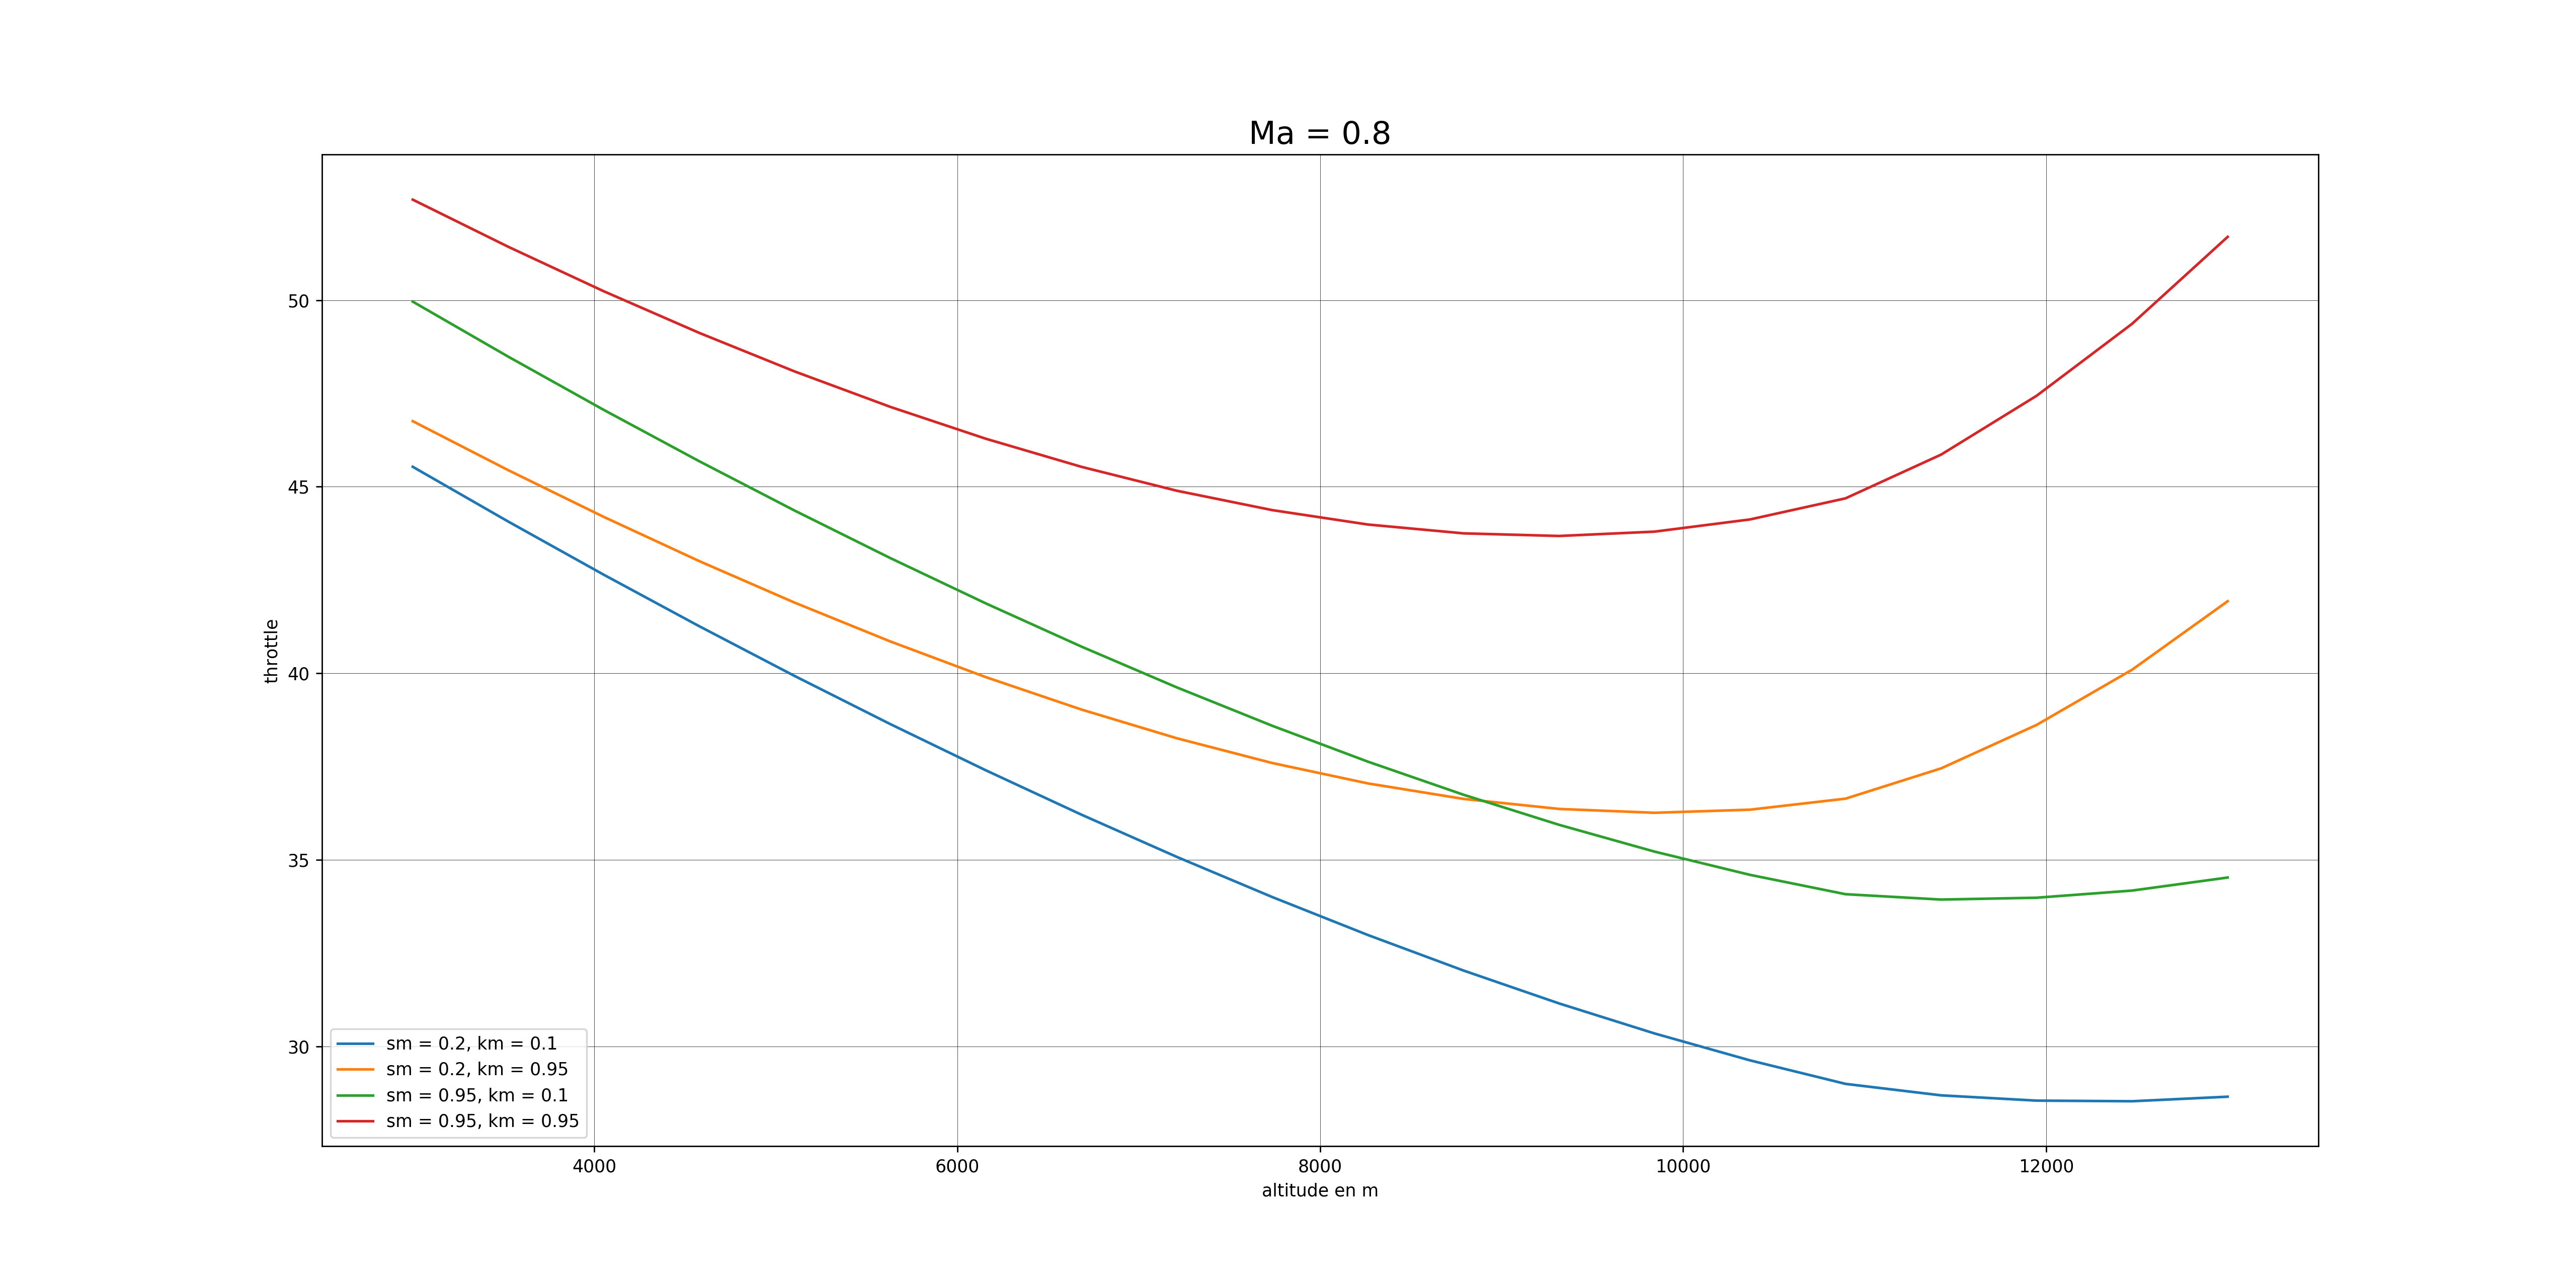 Ma = 0.8
50
45
40
35
30
throttle
sm = 0.2, km = 0.1
sm = 0.2, km = 0.95
sm = 0.95, km = 0.1
sm = 0.95, km = 0.95
4000 6000 8000 10000 12000
altitude en m